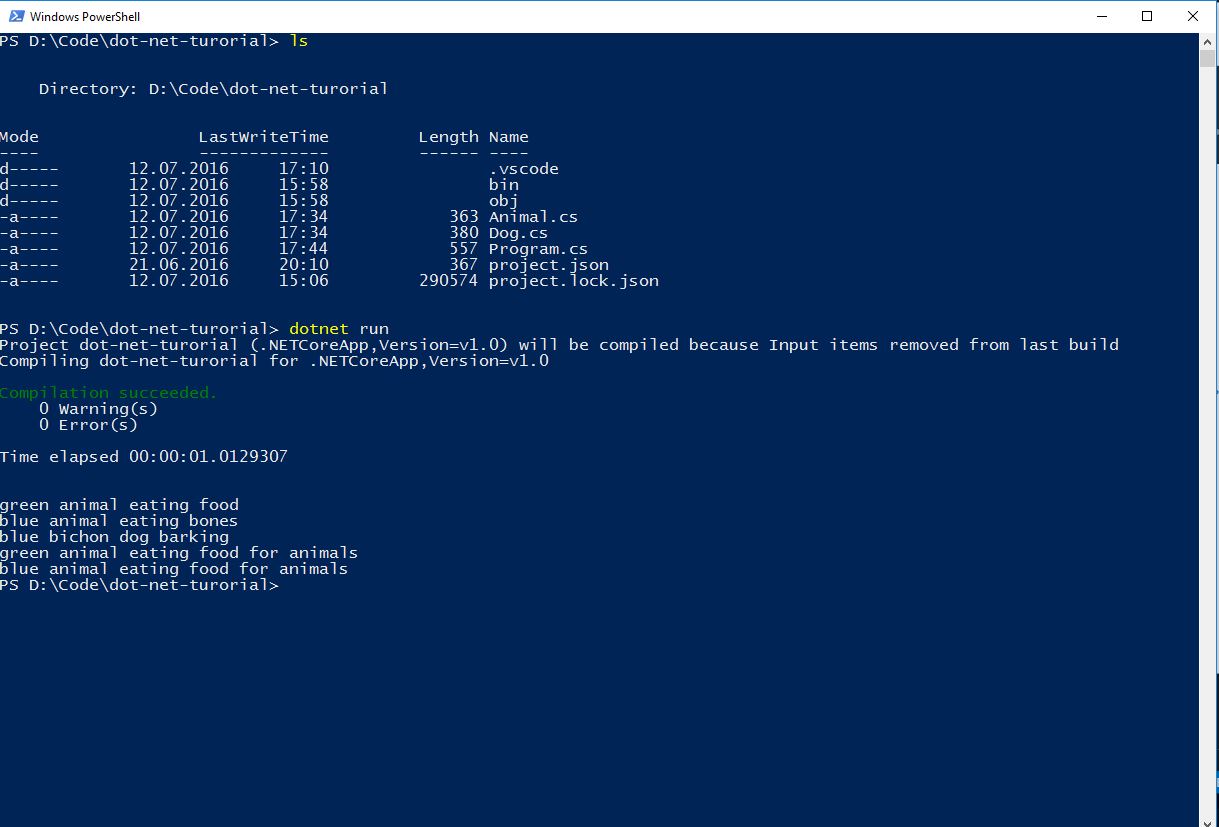 Windows PowerShell
PS D:\Code\dot-net-turorial> ls
Directory: D:\Code\dot-net-turorial
Mode                LastWriteTime         Length Name
----                -------------         ------ ----
d-----       12.07.2016     17:10                .vscode
d-----       12.07.2016     15:58                bin
d-----       12.07.2016     15:58                obj
-a----       12.07.2016     17:34            363 Animal.cs
-a----       12.07.2016     17:34            380 Dog.cs
-a----       12.07.2016     17:44            557 Program.cs
-a----       21.06.2016     20:10            367 project.json
-a----       12.07.2016     15:06         290574 project.lock.json
PS D:\Code\dot-net-turorial> dotnet run
Project dot-net-turorial (.NETCoreApp,Version=v1.0) will be compiled because Input items removed from last build
Compiling dot-net-turorial for .NETCoreApp,Version=v1.0
Compilation succeeded.
0 Warning(s)
0 Error(s)
Time elapsed 00:00:01.0129307
green animal eating food
blue animal eating bones
blue bichon dog barking
green animal eating food for animals
blue animal eating food for animals
PS D:\Code\dot-net-turorial>